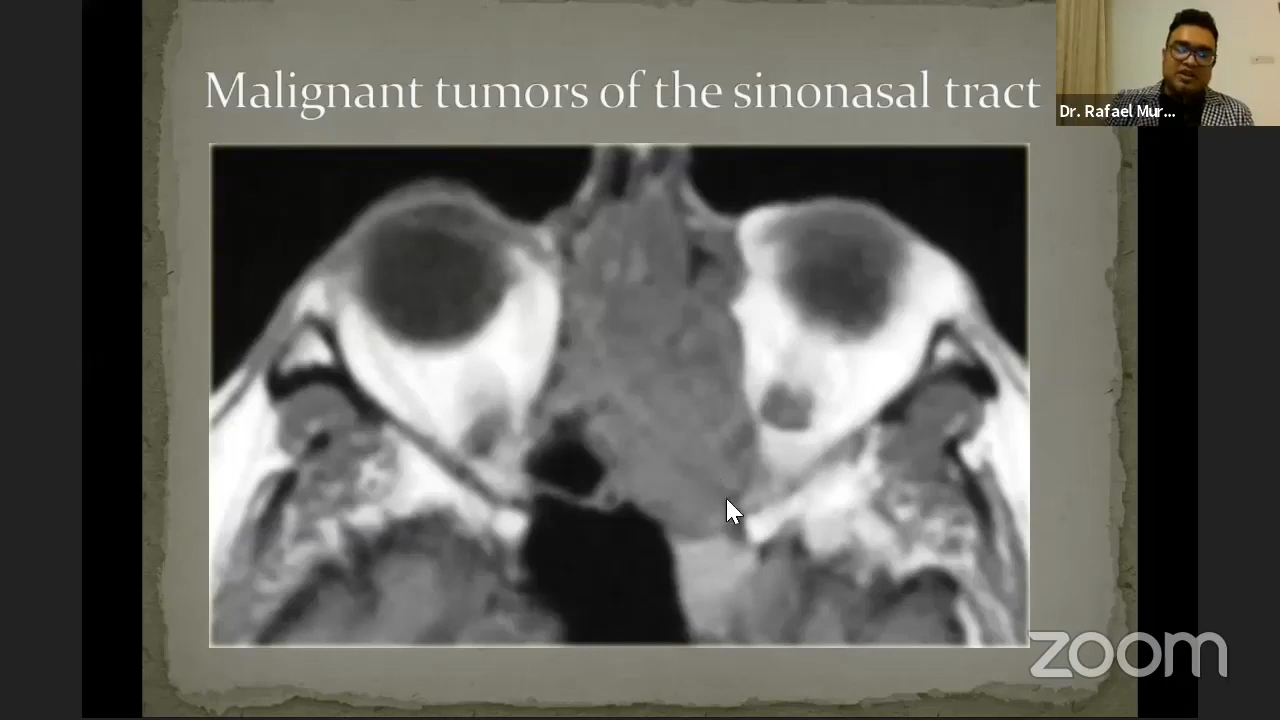 Malignant tumors of the sinonasal tract
Dr. Rafael Mur...
zoom